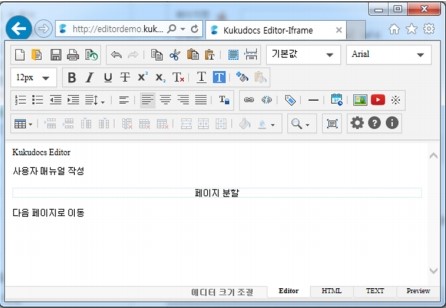 http://editordemo.kuk...
Kukudocs Editor-Iframe
기본값
Arial
12px
Kukudocs Editor
사용자 매뉴얼 작성
페이지 분할
다음 페이지로 이동
에디터 크기 조절
Editor
HTML
TEXT
Preview